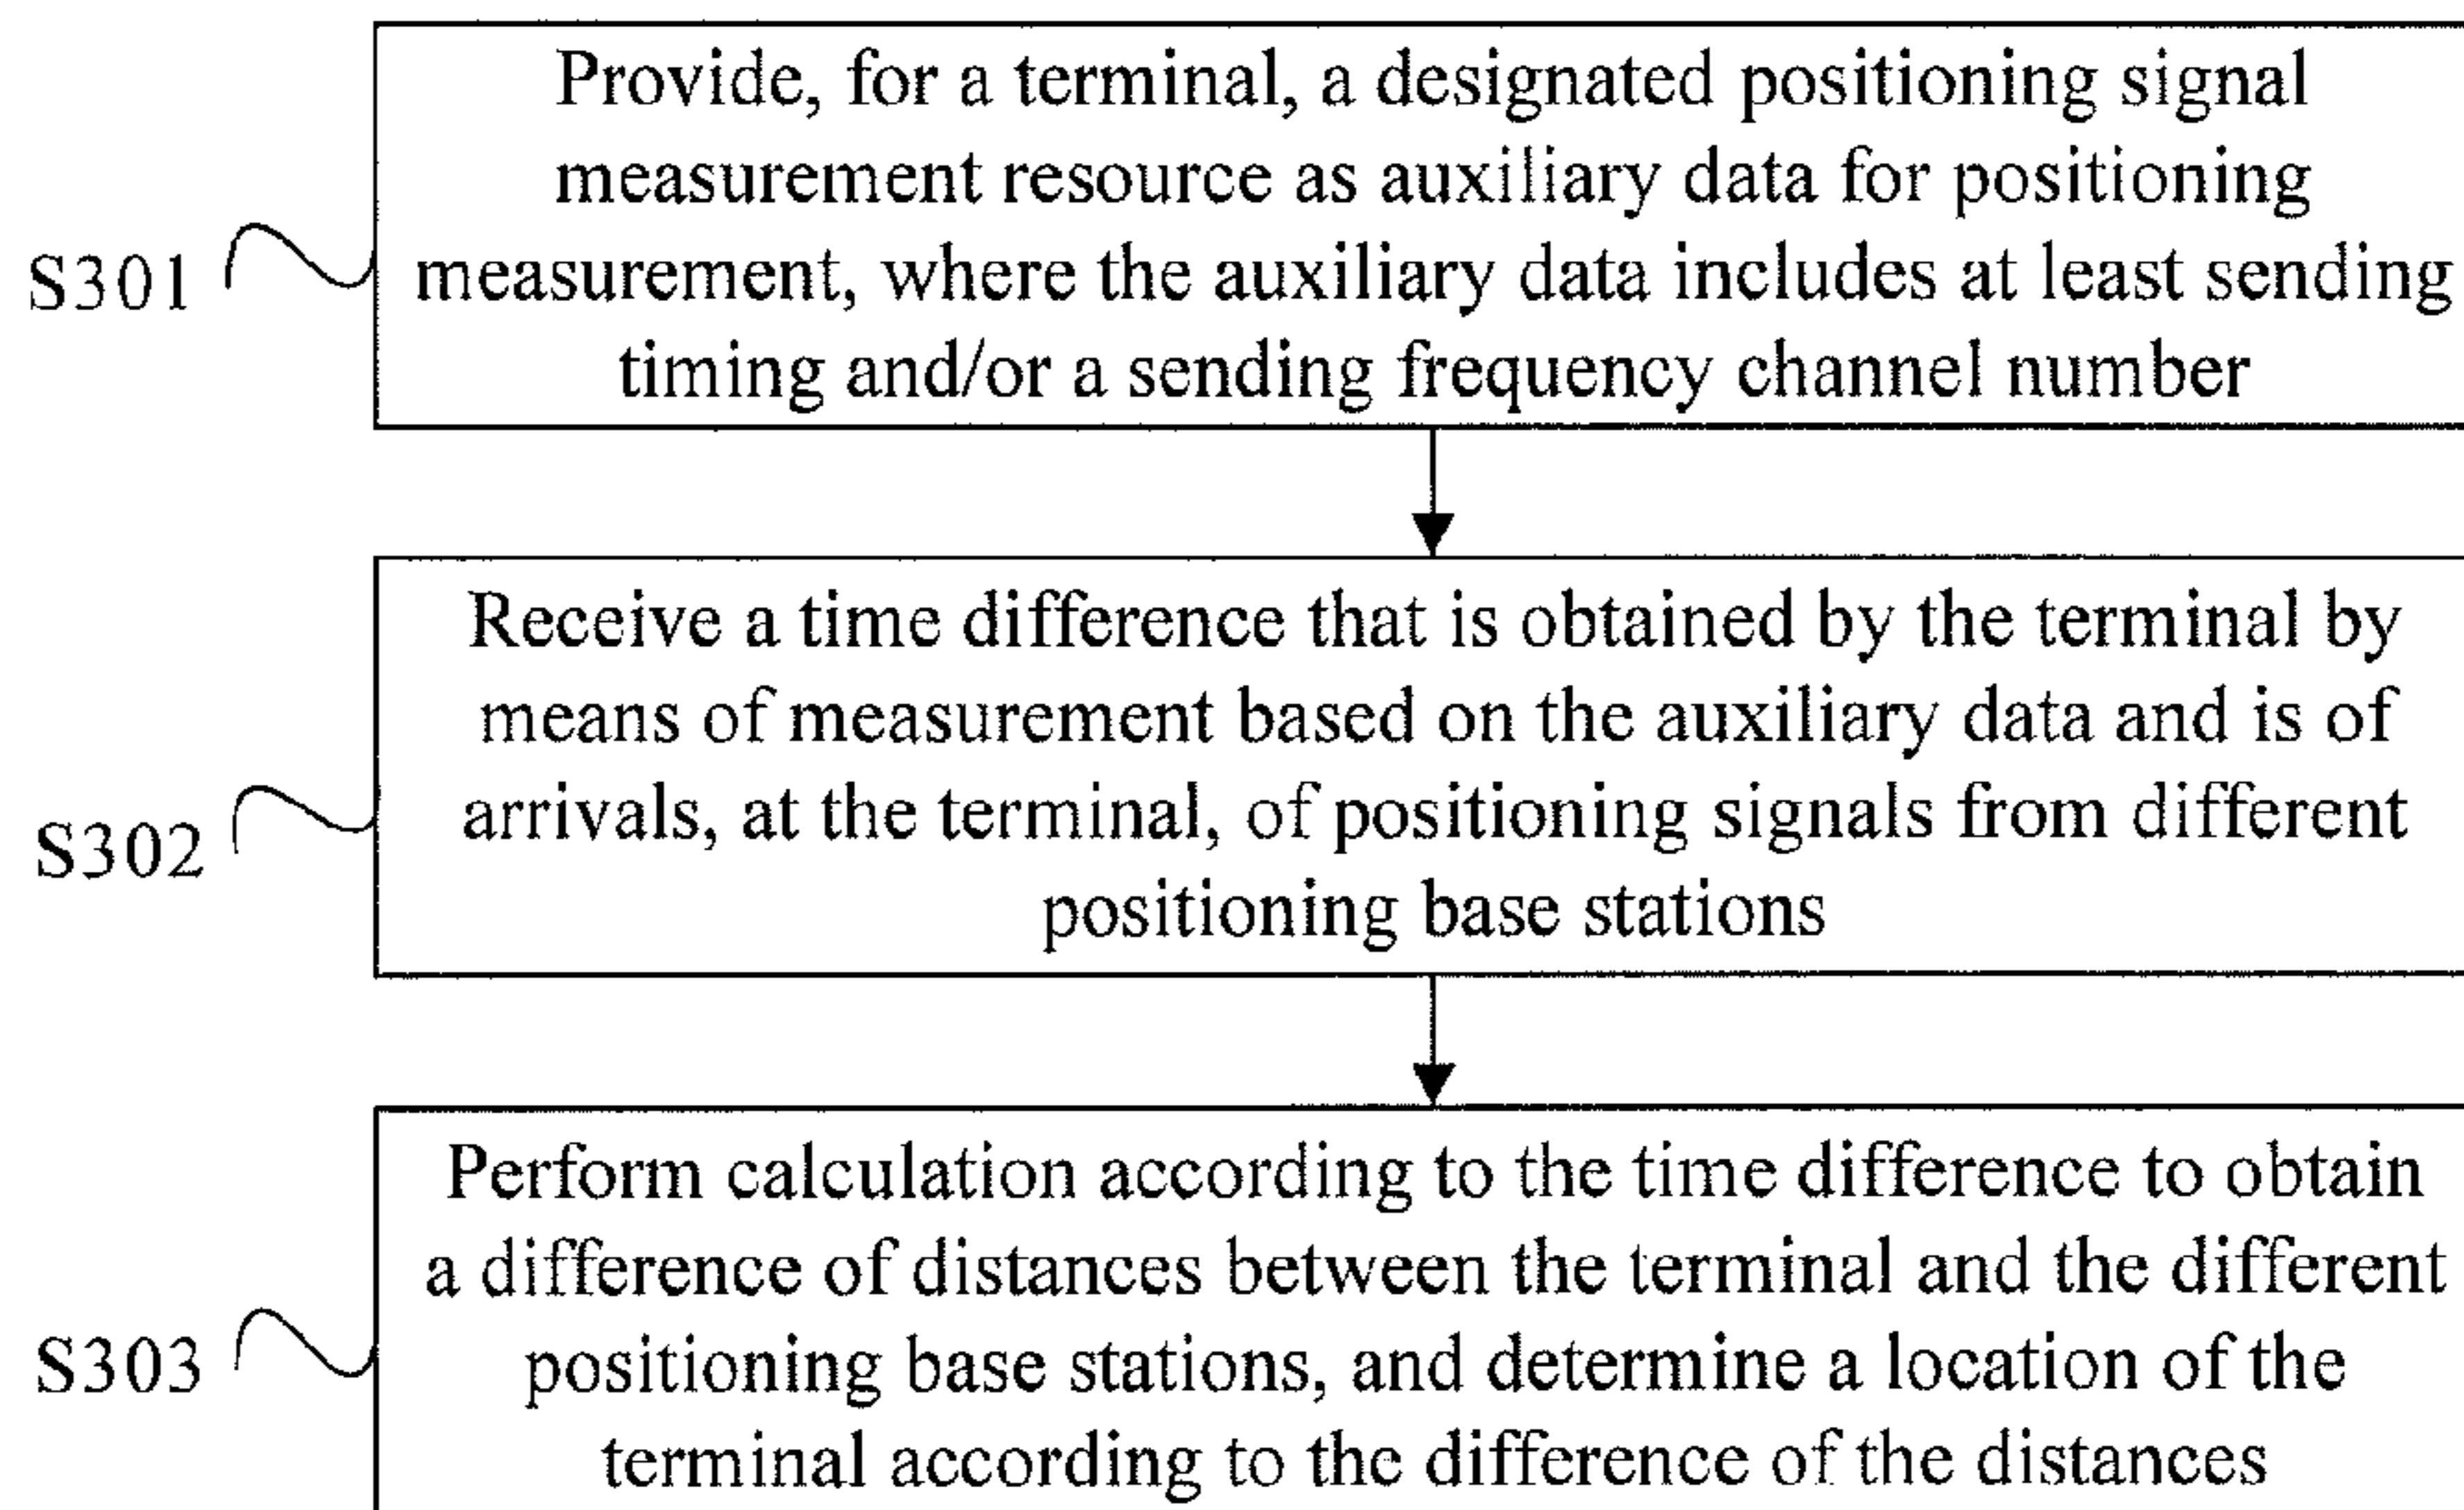 Provide, for a terminal, a designated positioning signal
measurement resource as auxiliary data for positioning
S301
measurement, where the auxiliary data includes at least sending
timing and/or a sending frequency channel number
Receive a time difference that is obtained by the terminal by
means of measurement based on the auxiliary data and is of
S302
arrivals, at the terminal, of positioning signals from different
positioning base stations
Perform calculation according to the time difference to obtain
a difference of distances between the terminal and the different
S303
positioning base stations, and determine a location of the
terminal according to the difference of the distances